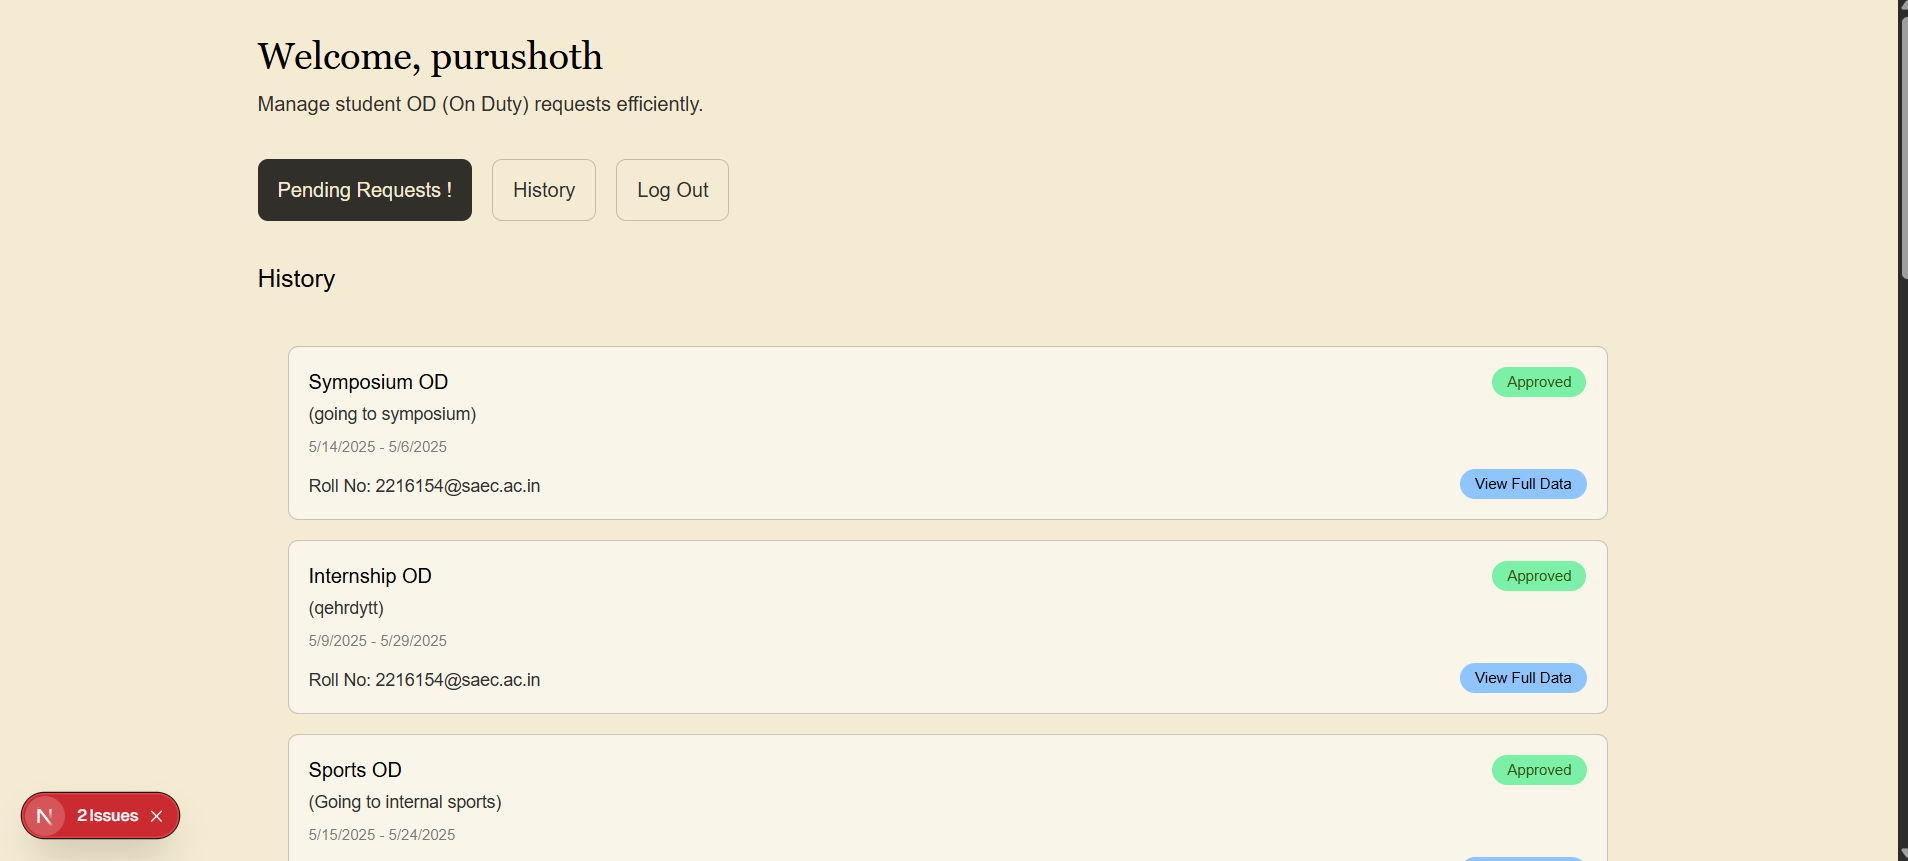 Welcome, purushoth
Manage student OD (On Duty) requests efficiently.
Pending Requests !
History
Log Out
History
Symposium OD
Approved
(going to symposium)
5/14/2025 - 5/6/2025
Roll No: 2216154@saec.ac.in
View Full Data
Internship OD
Approved
(qehrdytt)
5/9/2025 - 5/29/2025
Roll No: 2216154@saec.ac.in
View Full Data
Sports OD
Approved
(Going to internal sports)
5/15/2025 - 5/24/2025
N 2 Issues